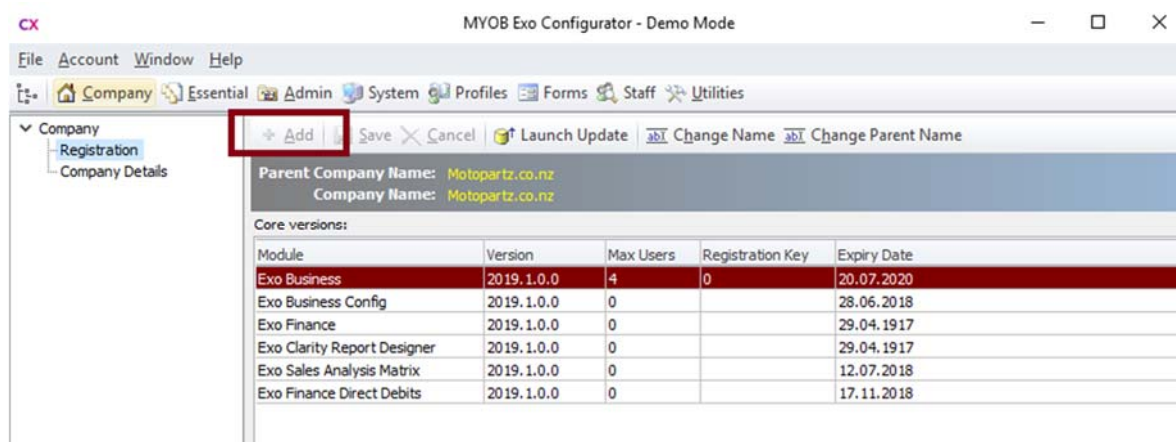 CX MYOB Exo Configurator - Demo Mode
File Account Window Help
Company Essential Admin System Profiles Forms Staff Utilities
Company
Registration
Company Details
Add Save Cancel Launch Update abI Change Name abI Change Parent Name
Parent Company Name: Motopartz.co.nz
Company Name: Motopartz.co.nz
Core versions:
Module Version Max Users Registration Key Expiry Date
Exo Business 2019.1.0.0 4 0 20.07.2020
Exo Business Config 2019.1.0.0 0 28.06.2018
Exo Finance 2019.1.0.0 0 29.04.1917
Exo Clarity Report Designer 2019.1.0.0 0 29.04.1917
Exo Sales Analysis Matrix 2019.1.0.0 0 12.07.2018
Exo Finance Direct Debits 2019.1.0.0 0 17.11.2018